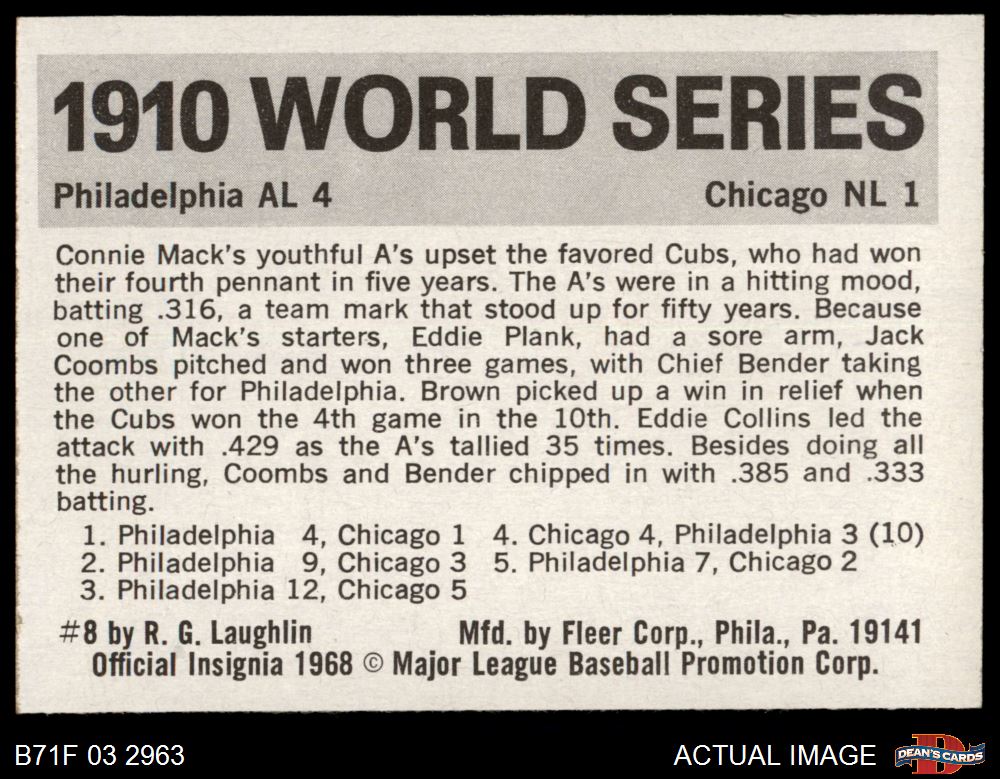 1910 WORLD SERIES
Philadelphia AL 4 Chicago NL 1
Connie Mack's youthful A's upset the favored Cubs, who had won
their fourth pennant in five years. The A's were in a hitting mood,
batting .316, a team mark that stood up for fifty years. Because
one of Mack's starters, Eddie Plank, had a sore arm, Jack
Coombs pitched and won three games, with Chief Bender taking
the other for Philadelphia. Brown picked up a win in relief when
the Cubs won the 4th game in the 10th. Eddie Collins led the
attack with .429 as the A's tallied 35 times. Besides doing all
the hurling, Coombs and Bender chipped in with .385 and .333
batting.
1. Philadelphia 4, Chicago 1 4. Chicago 4, Philadelphia 3 (10)
2. Philadelphia 9, Chicago 3 5. Philadelphia 7, Chicago 2
3. Philadelphia 12, Chicago 5
#8 by R. G. Laughlin Mfd. by Fleer Corp., Phila., Pa. 19141
Official Insignia 1968 © Major League Baseball Promotion Corp.
B71F 03 2963 ACTUAL IMAGE D DEAN'S CARDS